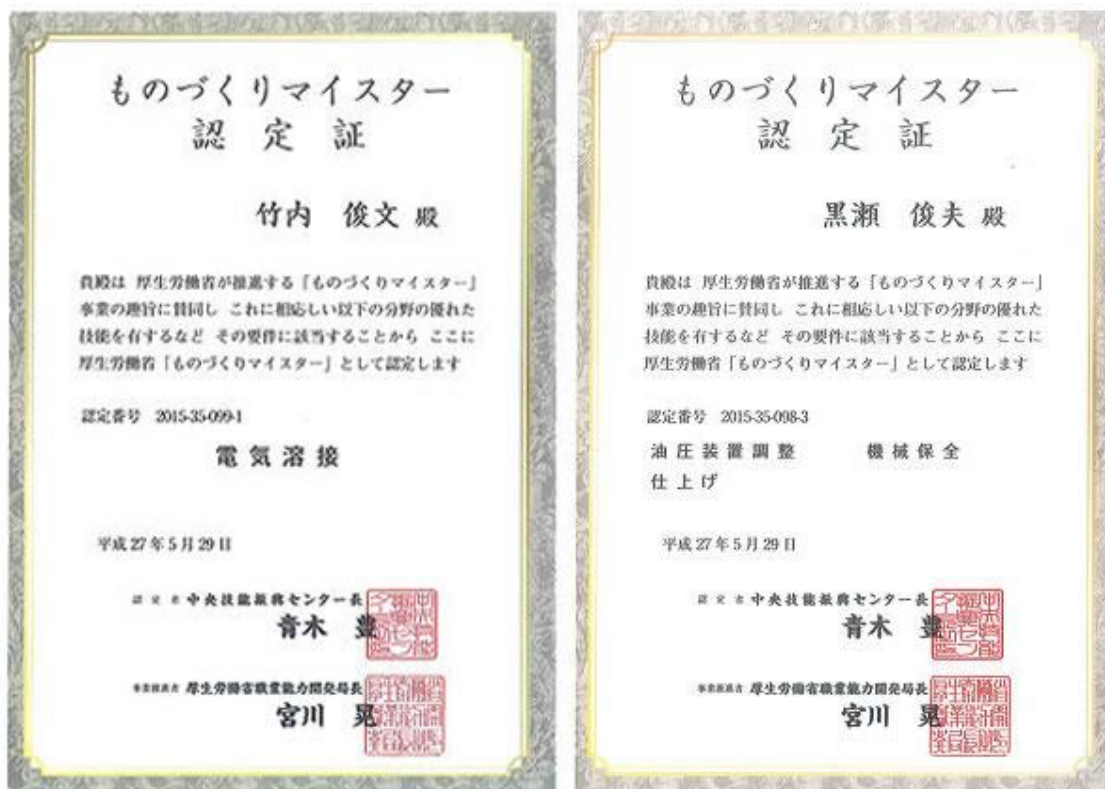 ものづくりマイスター
認定証
竹内 俊文 殿
貴殿は 厚生労働省が推進する「ものづくりマイスター」
事業の趣旨に賛同し これに相応しい以下の分野の優れた
技能を有するなど その要件に該当することから ここに
厚生労働省「ものづくりマイスター」として認定します
認定番号 2015-35-099-1
電気溶接
平成27年5月29日
認定者 中央技能振興センター長
青木 豊
事業推進者 厚生労働省職業能力開発局長
宮川 晃
ものづくりマイスター
認定証
黒瀬 俊夫 殿
貴殿は 厚生労働省が推進する「ものづくりマイスター」
事業の趣旨に賛同し これに相応しい以下の分野の優れた
技能を有するなど その要件に該当することから ここに
厚生労働省「ものづくりマイスター」として認定します
認定番号 2015-35-098-3
油圧装置調整 機械保全
仕上げ
平成27年5月29日
認定者 中央技能振興センター長
青木 豊
事業推進者 厚生労働省職業能力開発局長
宮川 晃